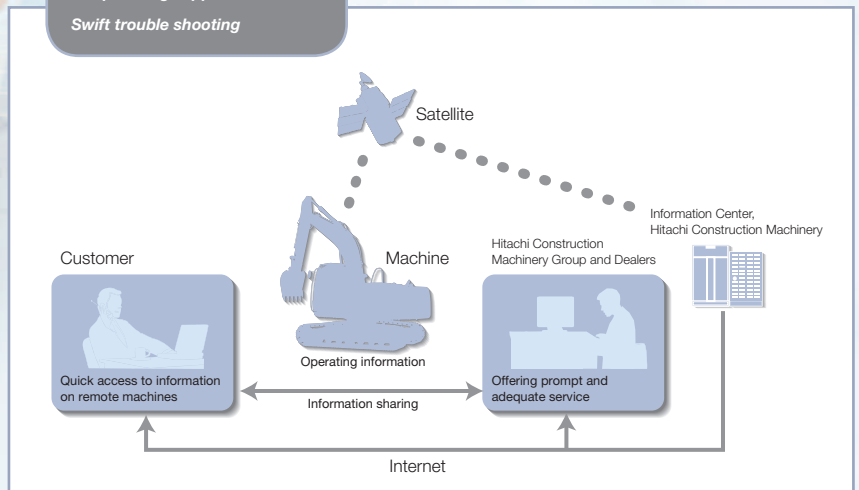 Swift trouble shooting
Satellite
Information Center,
Hitachi Construction Machinery
Hitachi Construction
Machinery Group and Dealers
Customer
Machine
Operating information
Quick access to information
on remote machines
Offering prompt and
adequate service
Information sharing
Internet